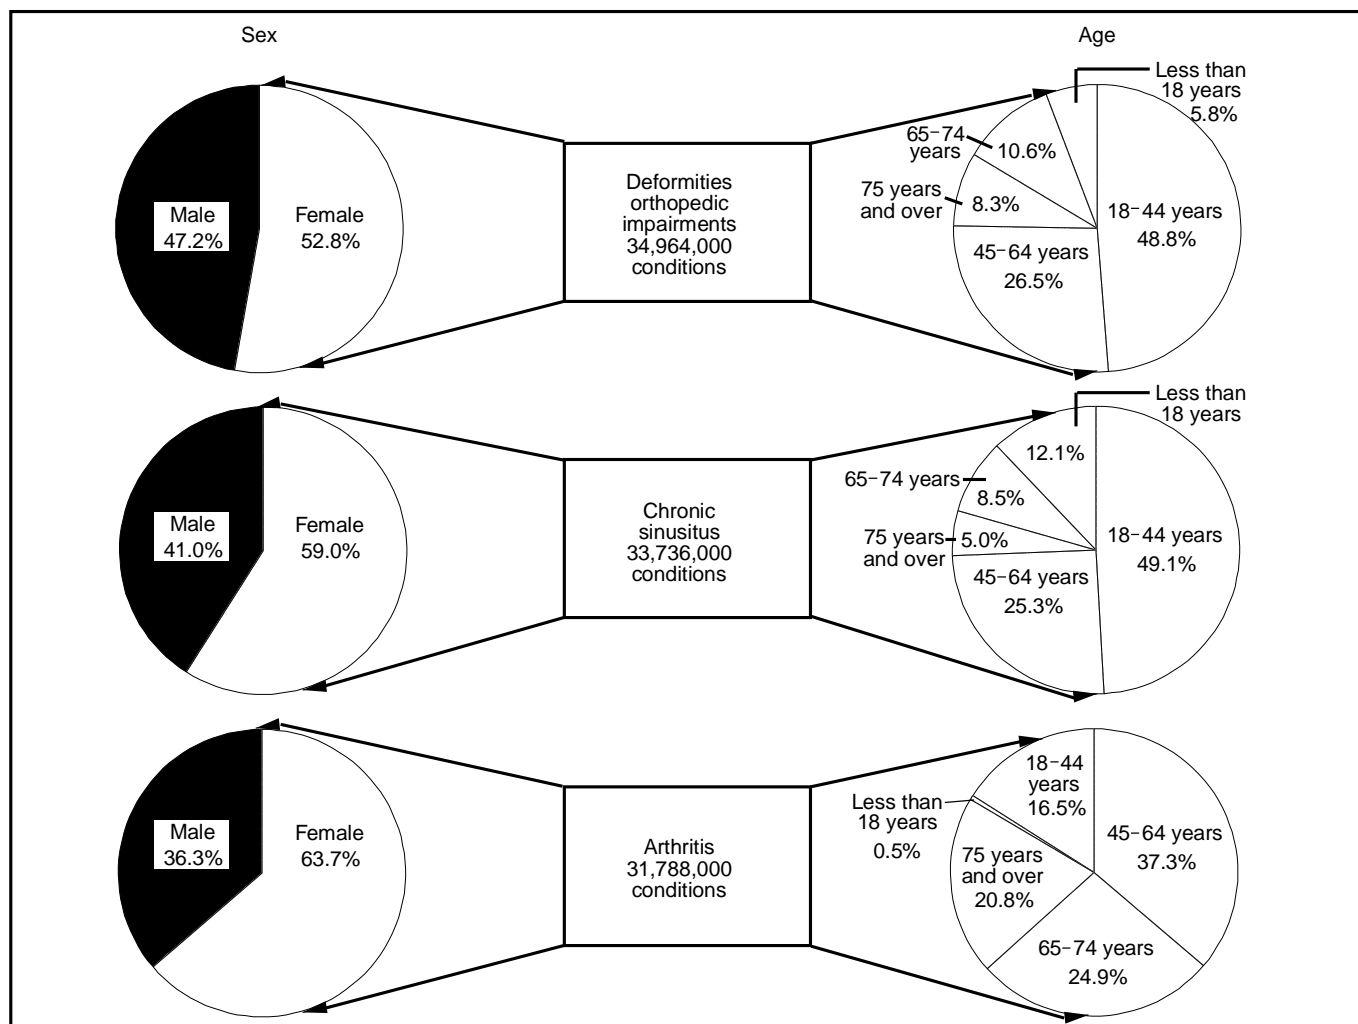 Sex
Age
Male
47.2%
Female
52.8%
Deformities
orthopedic
impairments
34,964,000
conditions
Less than
18 years
5.8%
65-74
years
10.6%
75 years
and over
8.3%
18-44 years
48.8%
45-64 years
26.5%
Male
41.0%
Female
59.0%
Chronic
sinusitus
33,736,000
conditions
Less than
18 years
12.1%
65-74 years
8.5%
75 years
and over
5.0%
18-44 years
49.1%
45-64 years
25.3%
Male
36.3%
Female
63.7%
Arthritis
31,788,000
conditions
18-44
years
16.5%
Less than
18 years
0.5%
45-64 years
37.3%
75 years
and over
20.8%
65-74 years
24.9%